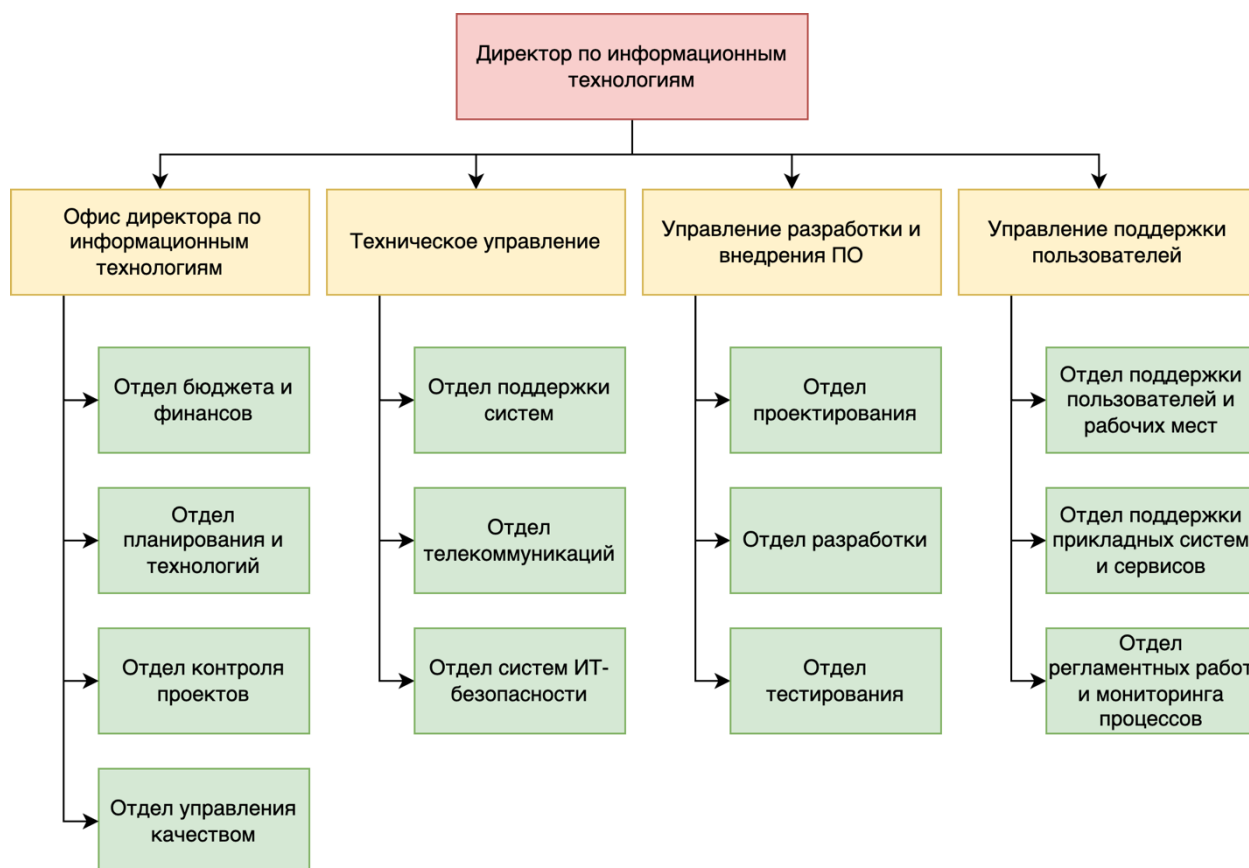 Директор по информационным
технологиям
Офис директора по
информационным
технологиям
Техническое управление
Управление разработки и
внедрения ПО
Управление поддержки
пользователей
Отдел бюджета и
финансов
Отдел поддержки
систем
Отдел
проектирования
Отдел поддержки
пользователей и
рабочих мест
Отдел
планирования и
технологий
Отдел
телекоммуникаций
Отдел разработки
Отдел поддержки
прикладных систем
и сервисов
Отдел контроля
проектов
Отдел систем ИТ-
безопасности
Отдел
тестирования
Отдел
регламентных работ
и мониторинга
процессов
Отдел управления
качеством